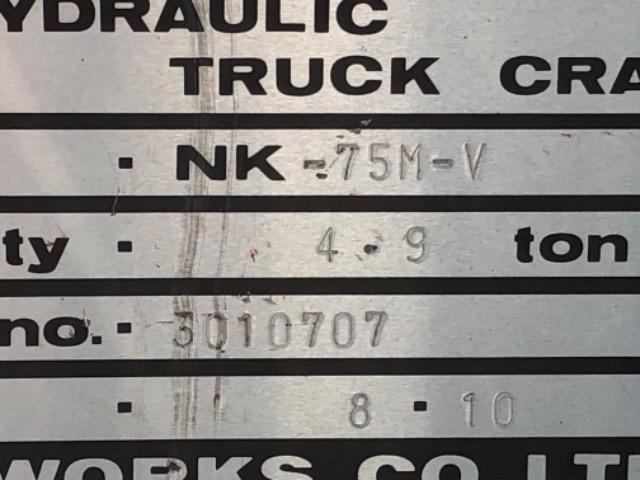 YDRAULIC
TRUCK CRA
· NK-75M-V
ty · 4.9 ton
no. · 3010707
· 8 · 10
WORKS CO. LTD